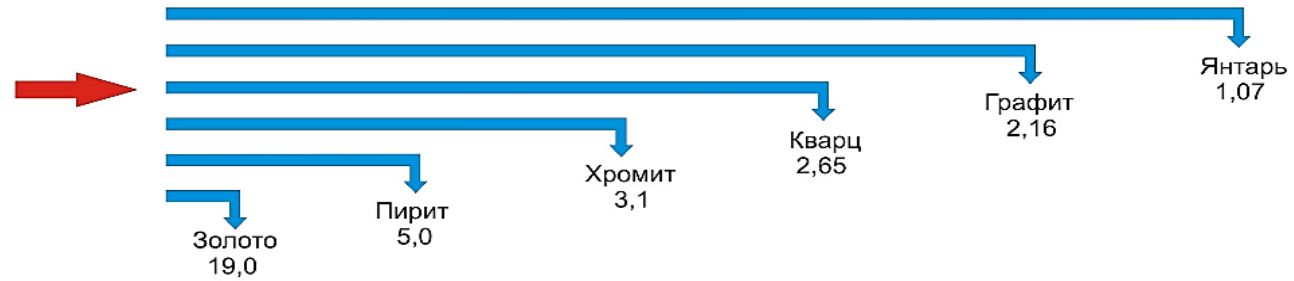 Янтарь
1,07
Графит
2,16
Кварц
2,65
Хромит
3,1
Пирит
5,0
Золото
19,0